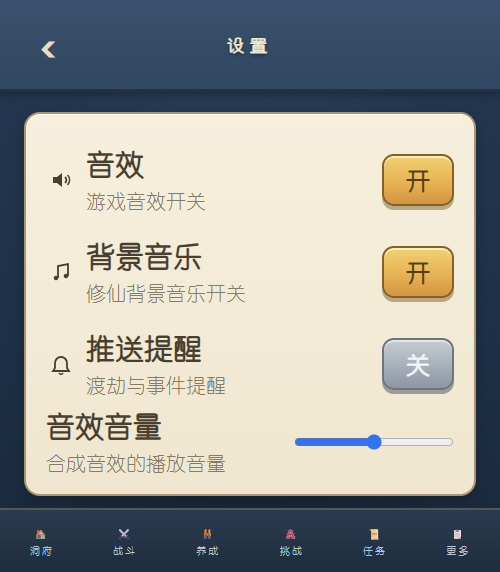 设置
音效
游戏音效开关
开
背景音乐
修仙背景音乐开关
开
推送提醒
渡劫与事件提醒
关
音效音量
合成音效的播放音量
洞府
战斗
养成
挑战
任务
更多